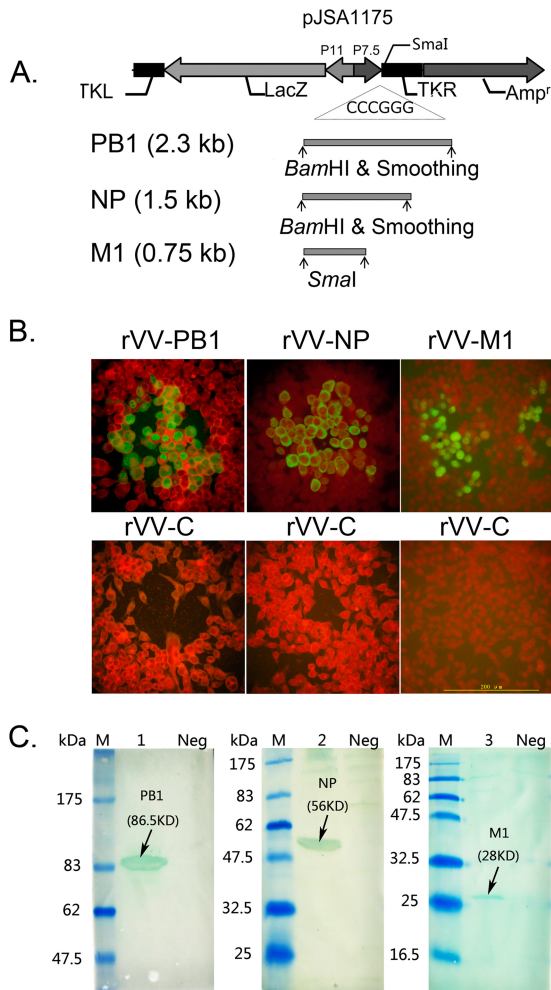 pJSA1175
A.
P11 P7.5 SmaI
TKL LacZ TKR Ampʳ
CCCGGG
PB1 (2.3 kb)
BamHI & Smoothing
NP (1.5 kb)
BamHI & Smoothing
M1 (0.75 kb)
SmaI
B.
rVV-PB1 rVV-NP rVV-M1
rVV-C rVV-C rVV-C
200 μm
C.
kDa M 1 Neg
175
83
62
47.5
PB1
(86.5KD)
kDa M 2 Neg
175
83
62
47.5
32.5
25
NP
(56KD)
kDa M 3 Neg
175
83
62
47.5
32.5
25
16.5
M1
(28KD)